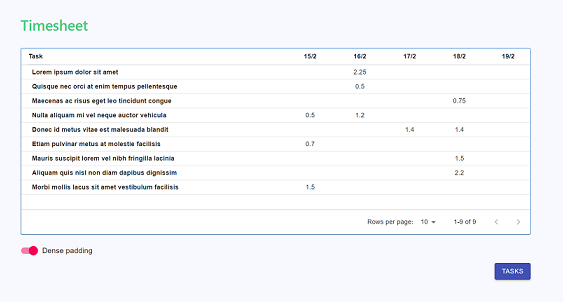 Timesheet
Task 15/2 16/2 17/2 18/2 19/2
Lorem ipsum dolor sit amet 2.25
Quisque nec orci at enim tempus pellentesque 0.5
Maecenas ac risus eget leo tincidunt congue 0.75
Nulla aliquam mi vel neque auctor vehicula 0.5 1.2
Donec id metus vitae est malesuada blandit 1.4 1.4
Etiam pulvinar metus at molestie facilisis 0.7
Mauris suscipit lorem vel nibh fringilla lacinia 1.5
Aliquam quis nisl non diam dapibus dignissim 2.2
Morbi mollis lacus sit amet vestibulum facilisis 1.5
Rows per page: 10 1-9 of 9
Dense padding
TASKS